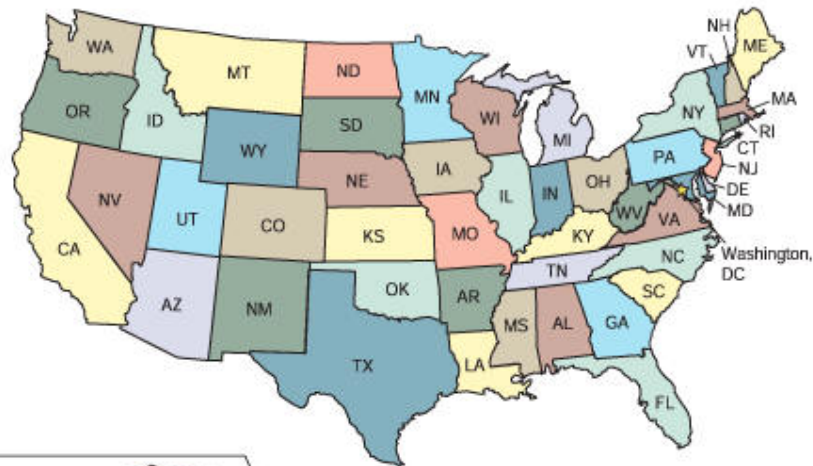 WA
MT
ND
MN
OR
ID
WY
SD
WI
MI
NH
VT
ME
NY
MA
RI
CT
NJ
DE
MD
PA
NV
UT
CO
NE
IA
IL
IN
OH
WV
VA
Washington,
DC
CA
KS
MO
KY
NC
TN
AZ
NM
OK
AR
SC
MS
AL
GA
TX
LA
FL